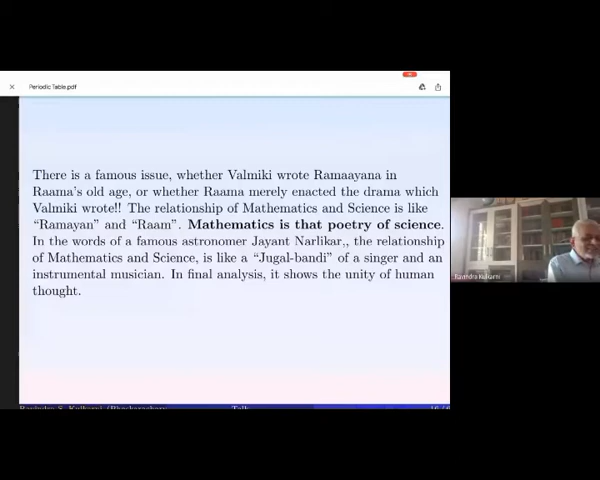 Periodic Table.pdf
There is a famous issue, whether Valmiki wrote Ramaayana in
Raama's old age, or whether Raama merely enacted the drama which
Valmiki wrote!! The relationship of Mathematics and Science is like
“Ramayan” and “Raam”. Mathematics is that poetry of science.
In the words of a famous astronomer Jayant Narlikar,, the relationship
of Mathematics and Science, is like a “Jugal-bandi” of a singer and an
instrumental musician. In final analysis, it shows the unity of human
thought.
Ravindra Kulkarni
Ravindra S. Kulkarni
Talk